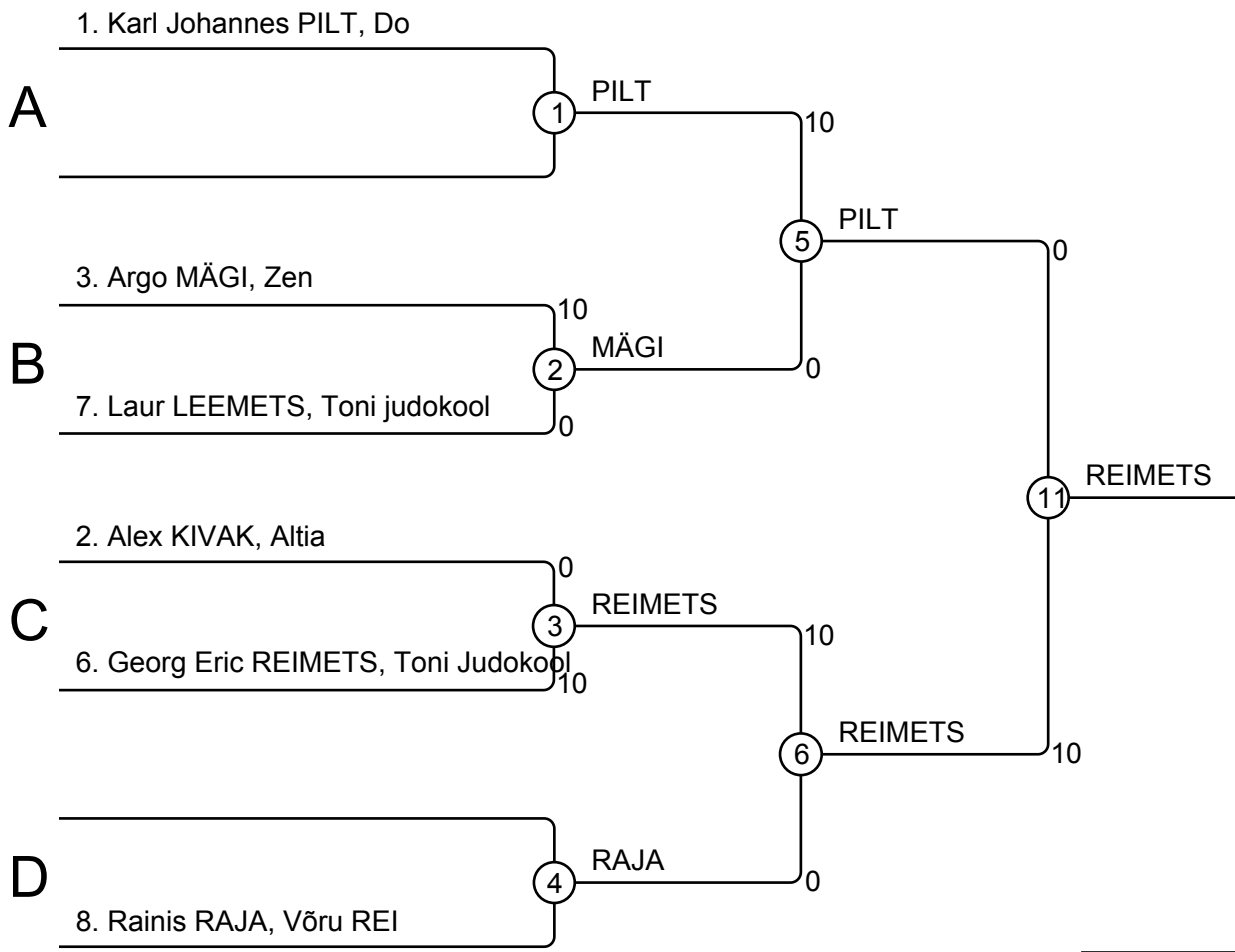 1. Karl Johannes PILT, Do
A
1
PILT
10
5
PILT
0
3. Argo MÄGI, Zen
10
B
2
MÄGI
0
7. Laur LEEMETS, Toni judokool
0
11
REIMETS
2. Alex KIVAK, Altia
0
C
3
REIMETS
10
6. Georg Eric REIMETS, Toni Judokool
10
6
REIMETS
10
D
4
RAJA
0
8. Rainis RAJA, Võru REI